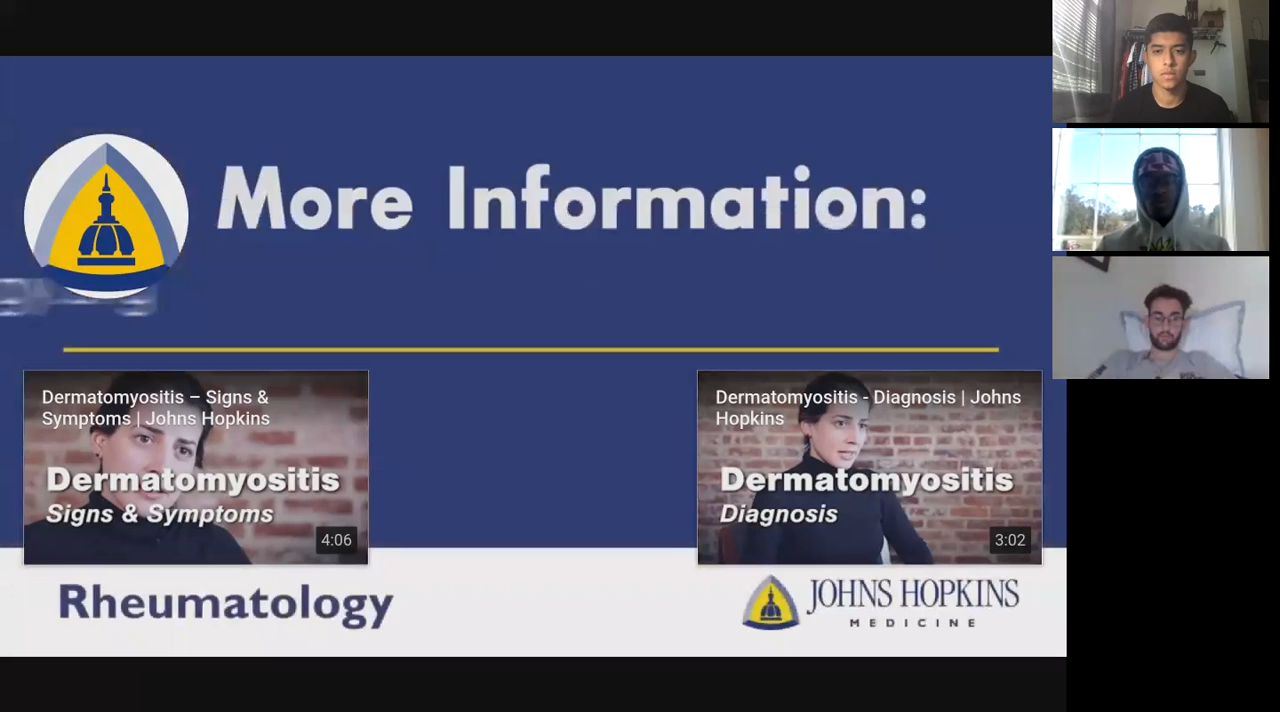 More Information:
Dermatomyositis – Signs &
Symptoms | Johns Hopkins
Dermatomyositis
Signs & Symptoms
4:06
Dermatomyositis - Diagnosis | Johns
Hopkins
Dermatomyositis
Diagnosis
3:02
Rheumatology
JOHNS HOPKINS
MEDICINE